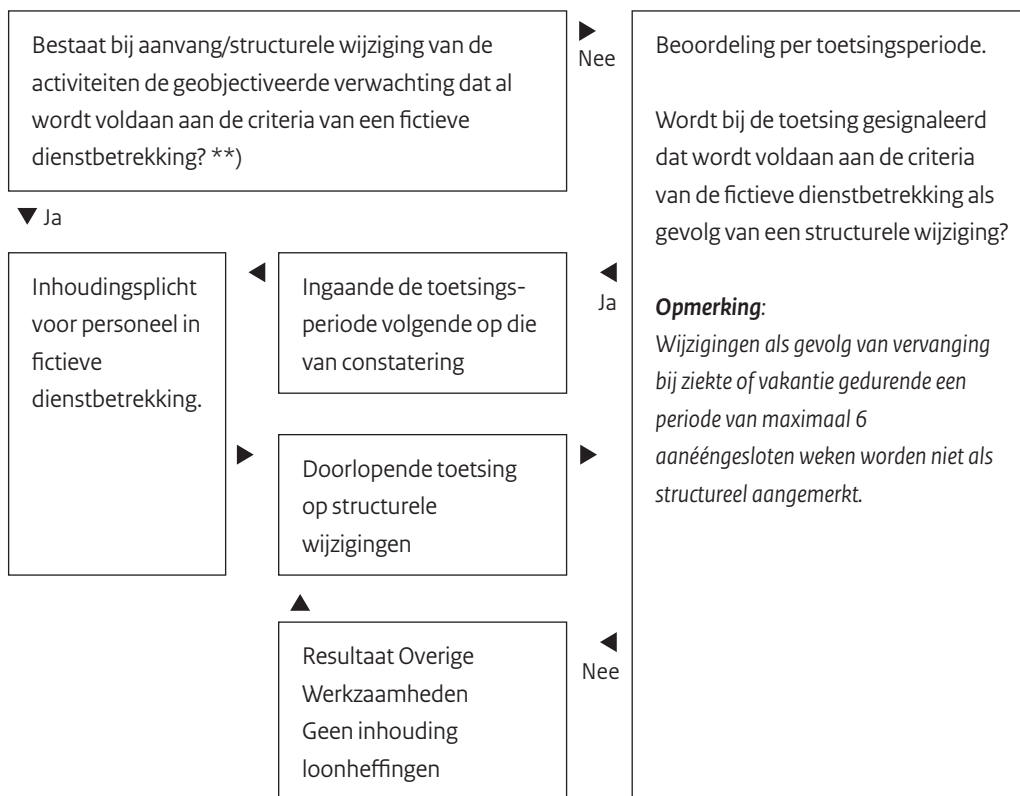 Bestaat bij aanvang/structurele wijziging van de
activiteiten de geobjectiveerde verwachting dat al
wordt voldaan aan de criteria van een fictieve
dienstbetrekking? **)
▶
Nee
Beoordeling per toetsingsperiode.
Wordt bij de toetsing gesignaleerd
dat wordt voldaan aan de criteria
van de fictieve dienstbetrekking als
gevolg van een structurele wijziging?
Opmerking:
Wijzigingen als gevolg van vervanging
bij ziekte of vakantie gedurende een
periode van maximaal 6
aanééngesloten weken worden niet als
structureel aangemerkt.
▼ Ja
Inhoudingsplicht
voor personeel in
fictieve
dienstbetrekking.
◀
Ingaande de toetsings-
periode volgende op die
van constatering
◀
Ja
▶
Doorlopende toetsing
op structurele
wijzigingen
▶
▲
Resultaat Overige
Werkzaamheden
Geen inhouding
loonheffingen
◀
Nee